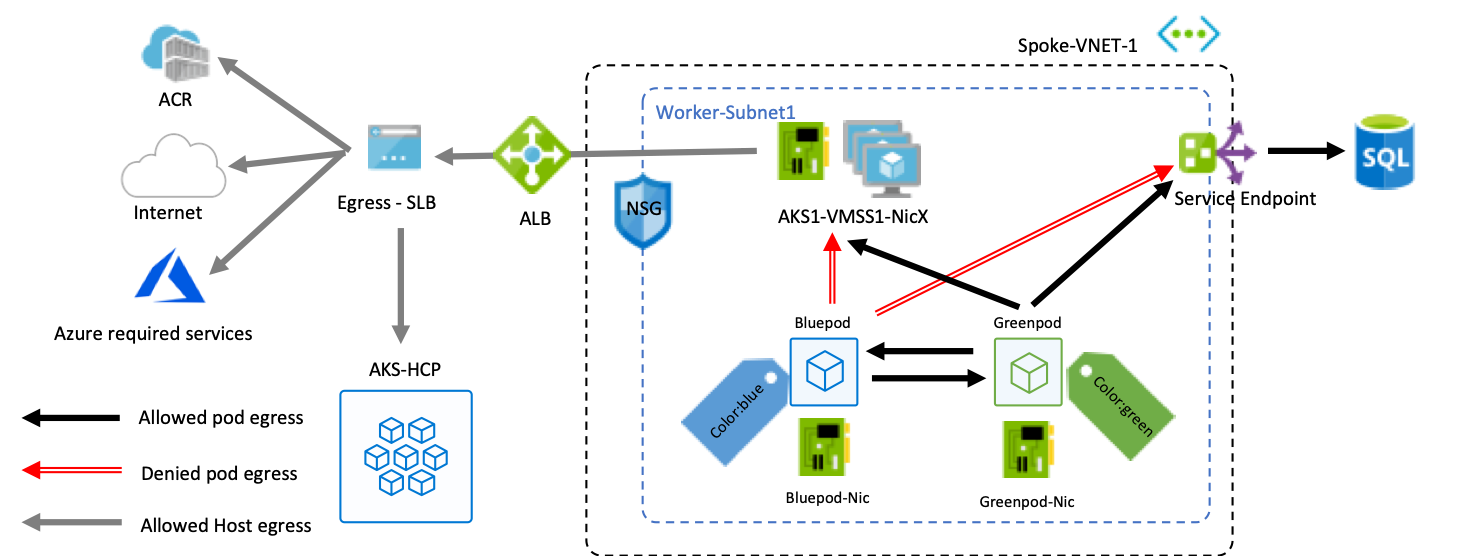 Spoke-VNET-1
Worker-Subnet1
ACR
Internet
Azure required services
Egress - SLB
ALB
NSG
AKS1-VMSS1-NicX
Service Endpoint
SQL
AKS-HCP
Bluepod
Greenpod
Color:blue
Color:green
Bluepod-Nic
Greenpod-Nic
Allowed pod egress
Denied pod egress
Allowed Host egress